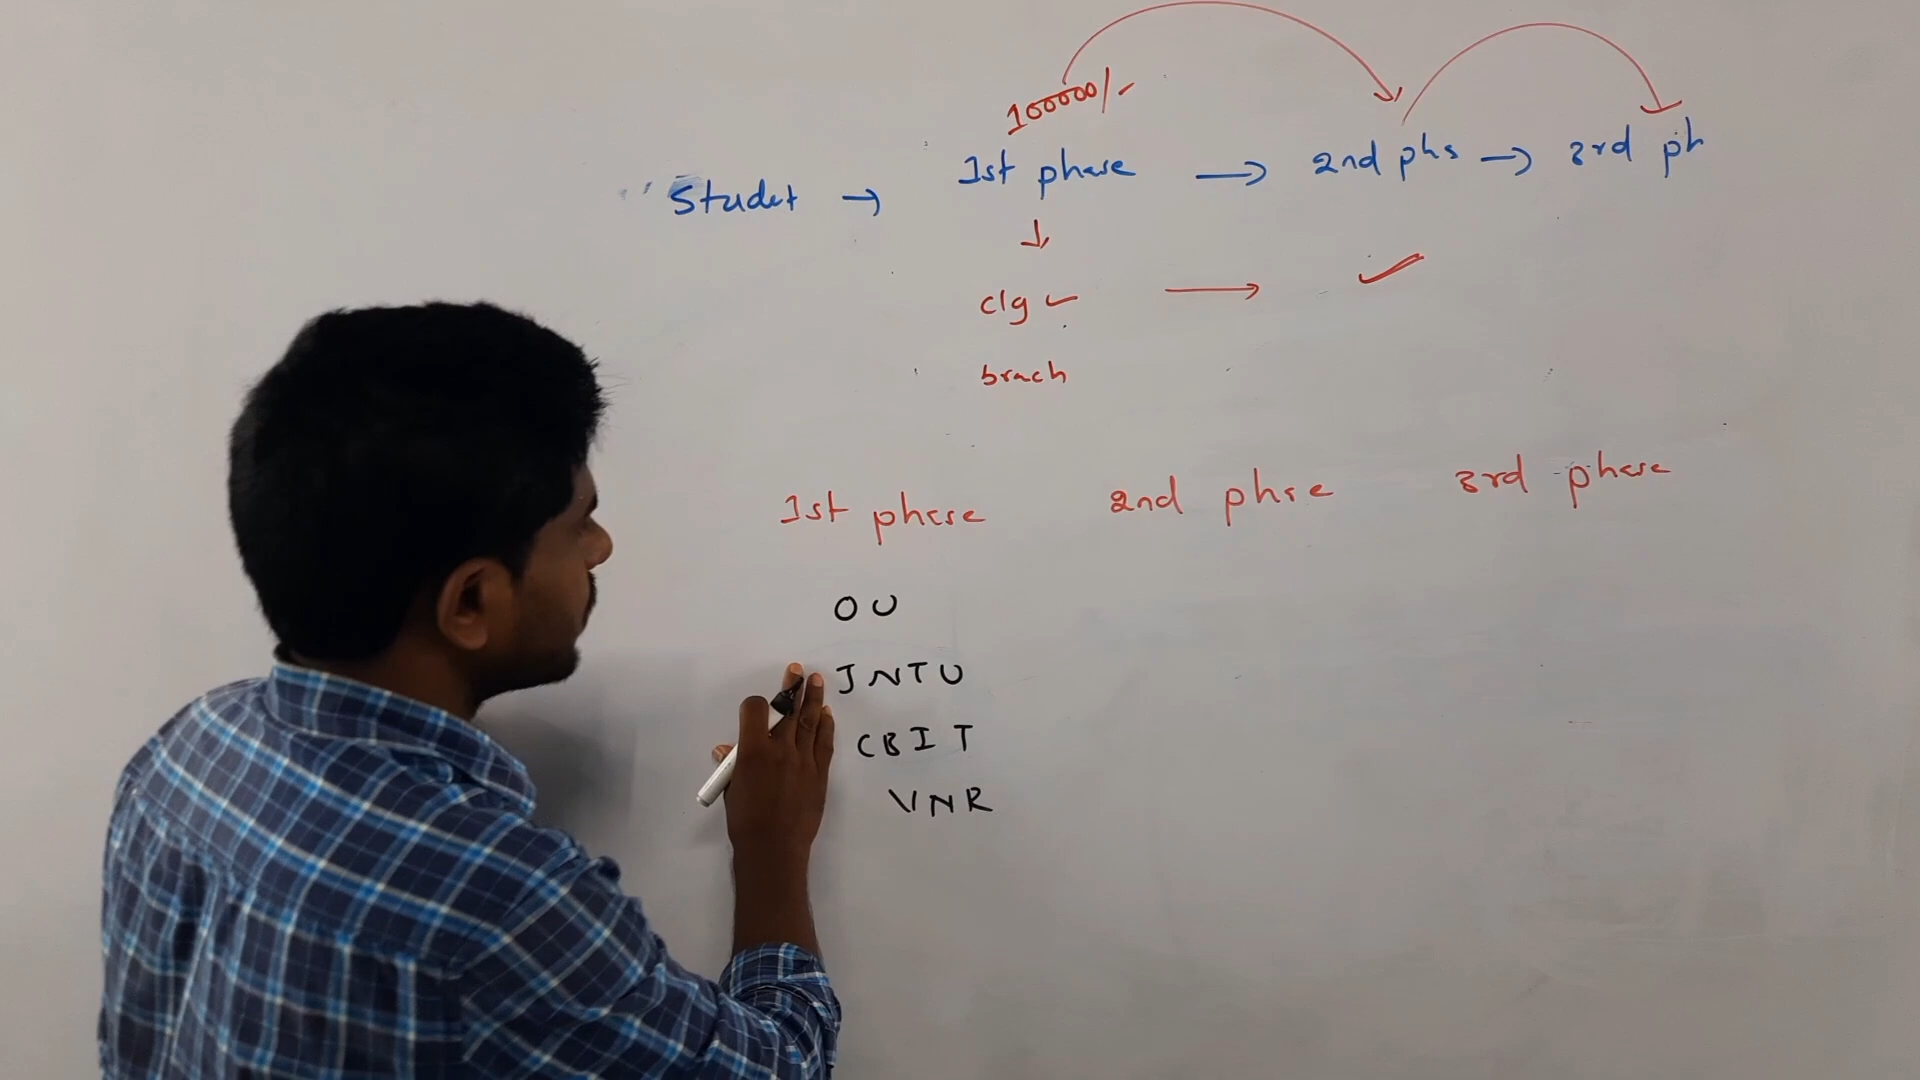 100000/-
Studet → 1st phase → 2nd phs → 3rd ph
↓
clg ✓ → ✓
brach
1st phase 2nd phse 3rd phase
OU
JNTU
CBIT
VNR